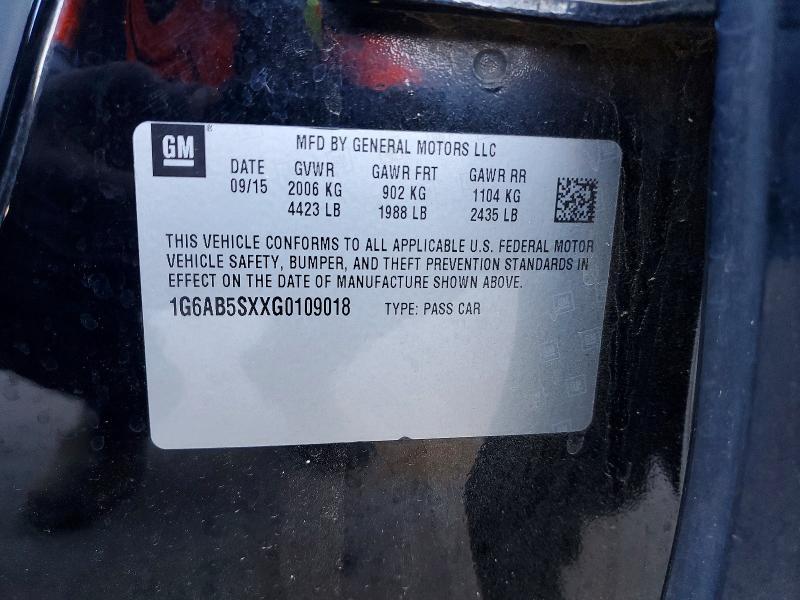 GM ®
MFD BY GENERAL MOTORS LLC
DATE GVWR GAWR FRT GAWR RR
09/15 2006 KG 902 KG 1104 KG
4423 LB 1988 LB 2435 LB
THIS VEHICLE CONFORMS TO ALL APPLICABLE U.S. FEDERAL MOTOR
VEHICLE SAFETY, BUMPER, AND THEFT PREVENTION STANDARDS IN
EFFECT ON THE DATE OF MANUFACTURE SHOWN ABOVE.
1G6AB5SXXG0109018 TYPE: PASS CAR